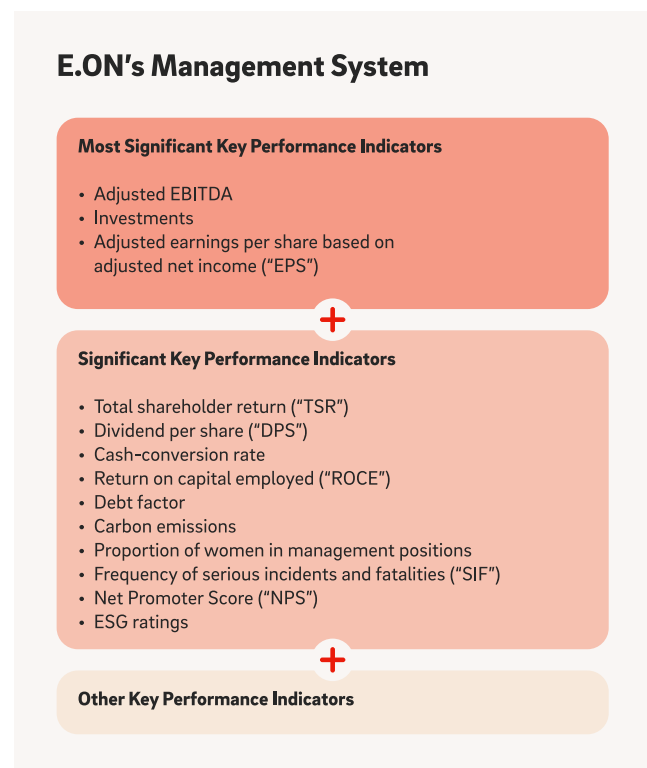 E.ON’s Management System
Most Significant Key Performance Indicators
• Adjusted EBITDA
• Investments
• Adjusted earnings per share based on
adjusted net income (“EPS”)
+
Significant Key Performance Indicators
• Total shareholder return (“TSR”)
• Dividend per share (“DPS”)
• Cash-conversion rate
• Return on capital employed (“ROCE”)
• Debt factor
• Carbon emissions
• Proportion of women in management positions
• Frequency of serious incidents and fatalities (“SIF”)
• Net Promoter Score (“NPS”)
• ESG ratings
+
Other Key Performance Indicators